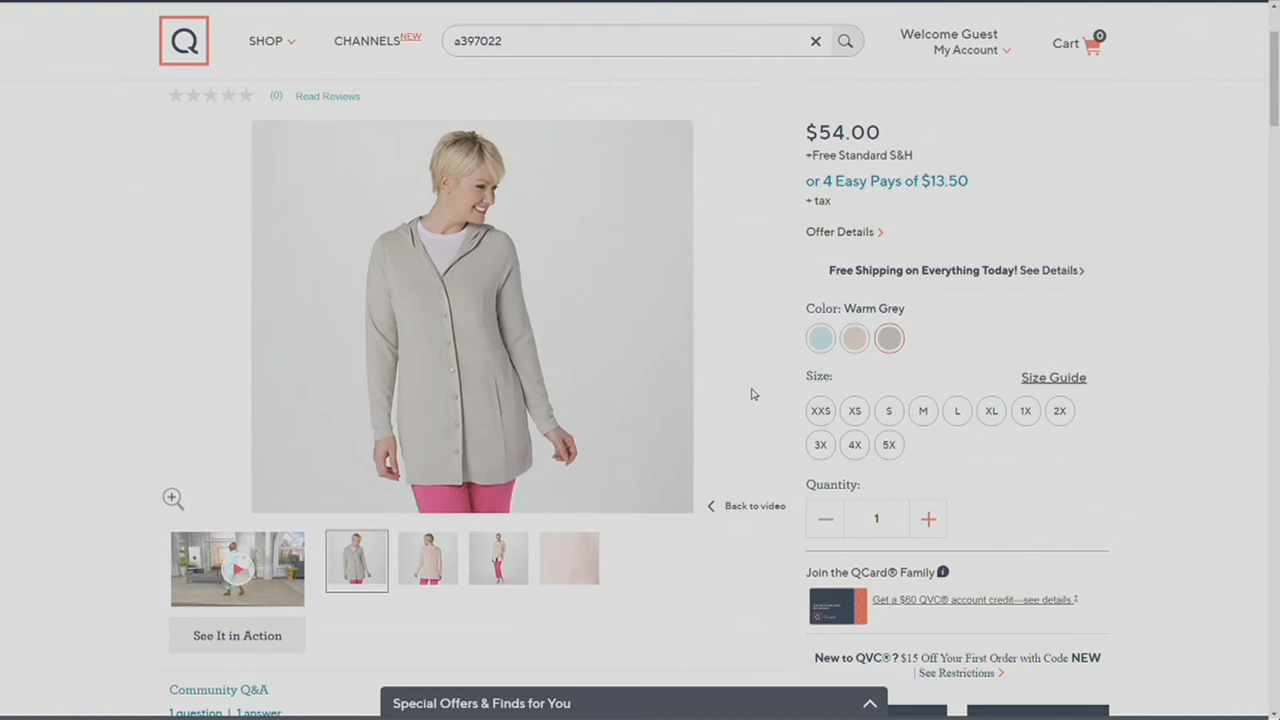 Q
SHOP
CHANNELS NEW
a397022
Welcome Guest
My Account
Cart 0
(0) Read Reviews
$54.00
+Free Standard S&H
or 4 Easy Pays of $13.50
+ tax
Offer Details
Free Shipping on Everything Today! See Details
Color: Warm Grey
Size: Size Guide
XXS XS S M L XL 1X 2X
3X 4X 5X
Quantity:
Back to video
1
Join the QCard® Family
Get a $60 QVC® account credit—see details.‡
See It in Action
New to QVC®? $15 Off Your First Order with Code NEW
| See Restrictions
Community Q&A
1 question | 1 answer
Special Offers & Finds for You